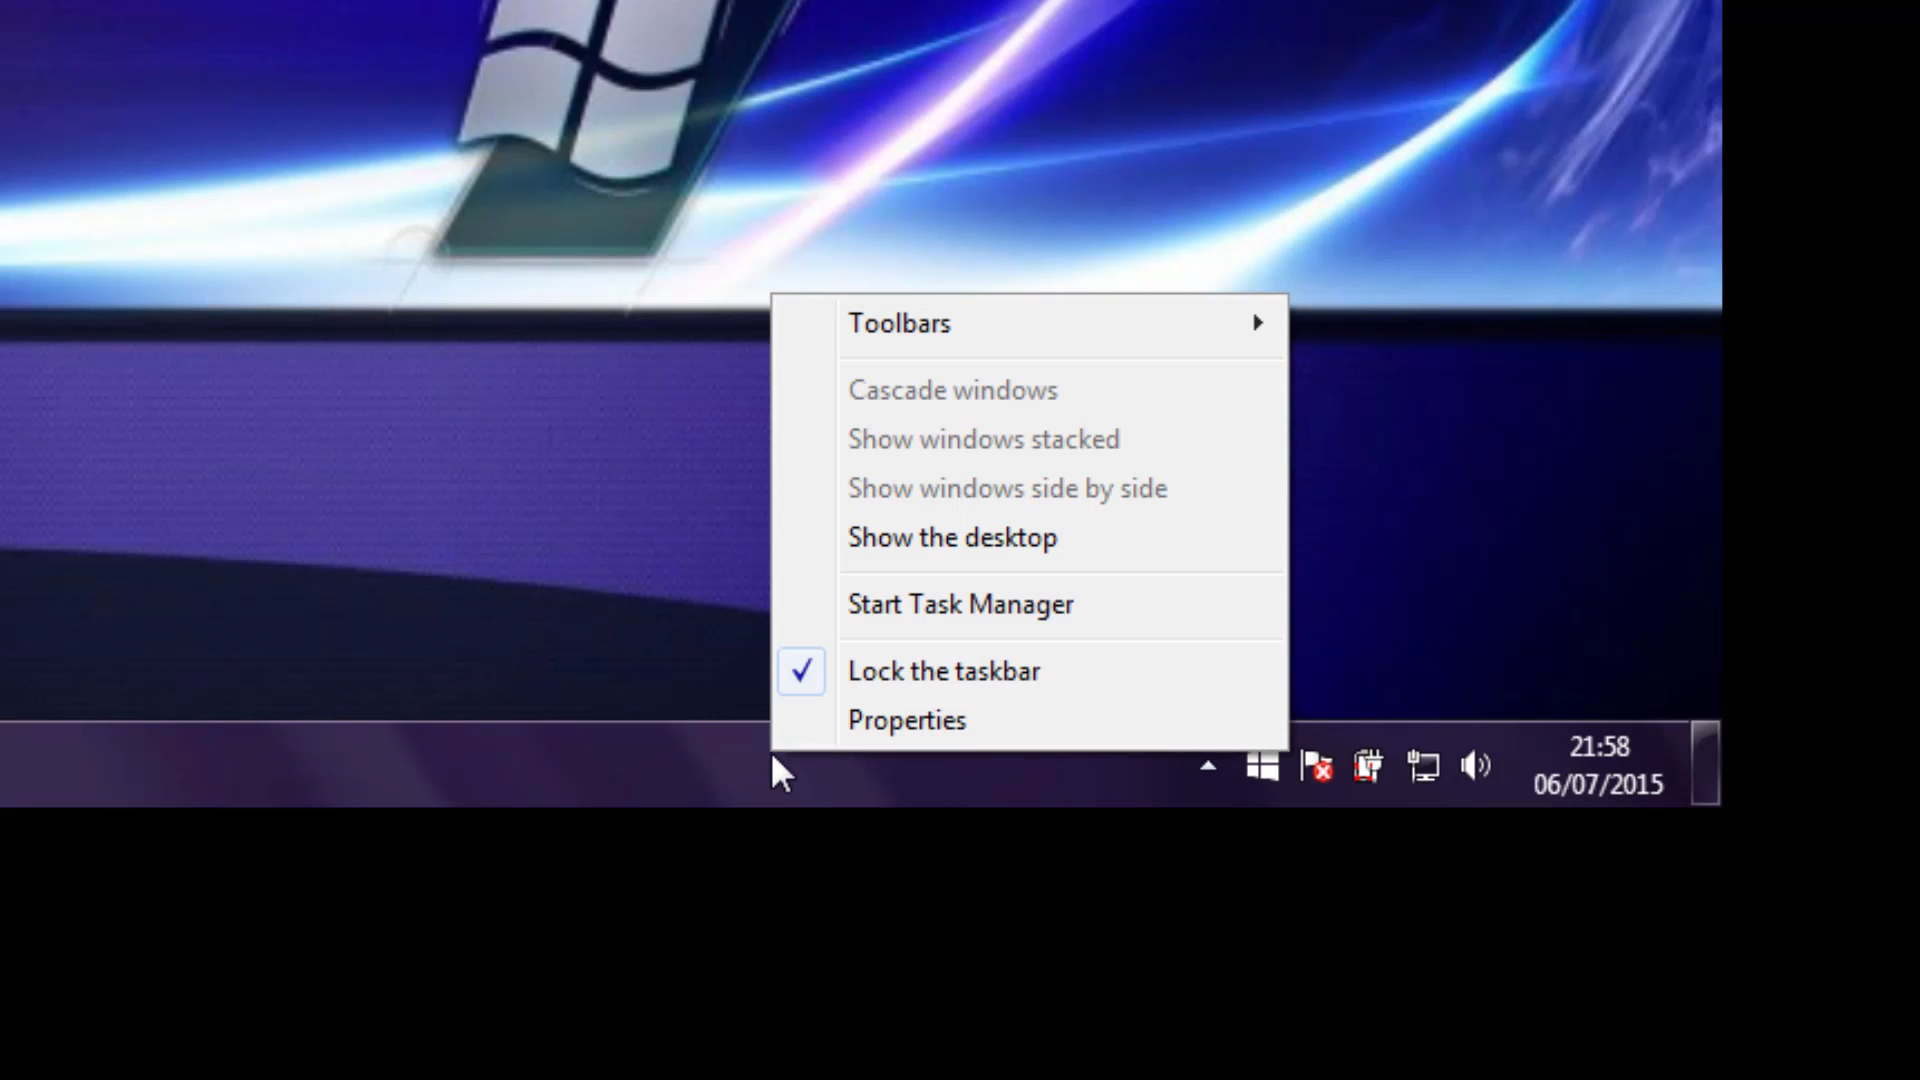 Toolbars
Cascade windows
Show windows stacked
Show windows side by side
Show the desktop
Start Task Manager
Lock the taskbar
Properties
21:58
06/07/2015